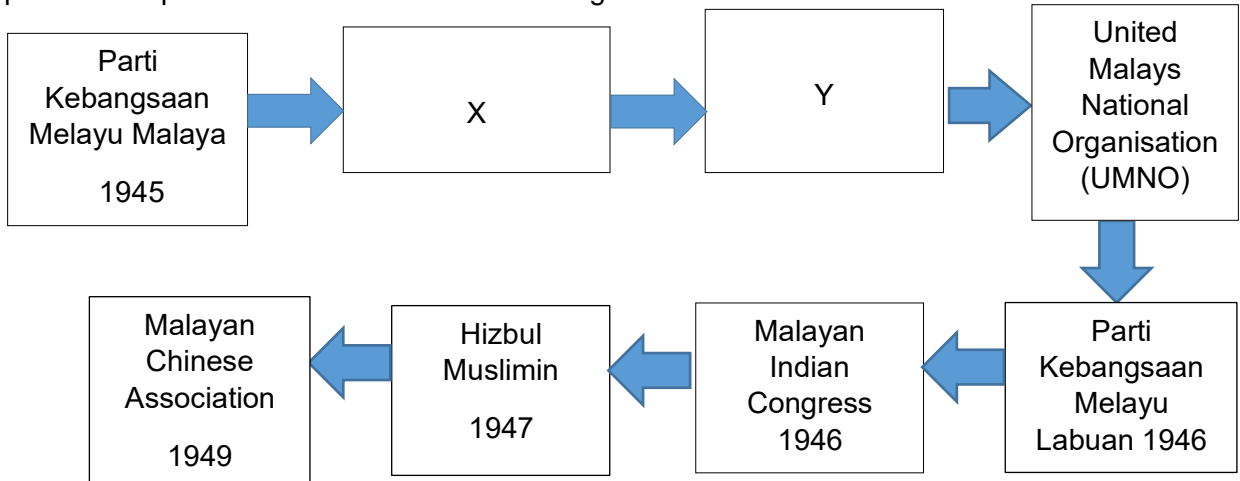 Parti
Kebangsaan
Melayu Malaya
1945
X
Y
United
Malays
National
Organisation
(UMNO)
Parti
Kebangsaan
Melayu
Labuan 1946
Malayan
Indian
Congress
1946
Hizbul
Muslimin
1947
Malayan
Chinese
Association
1949